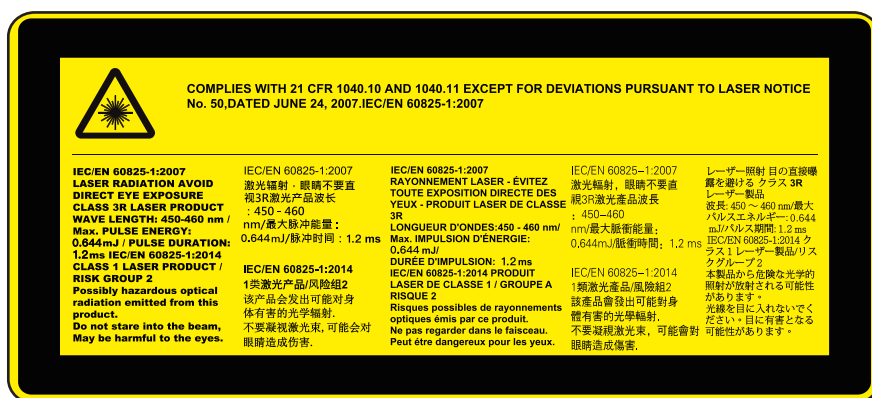 COMPLIES WITH 21 CFR 1040.10 AND 1040.11 EXCEPT FOR DEVIATIONS PURSUANT TO LASER NOTICE
No. 50,DATED JUNE 24, 2007.IEC/EN 60825-1:2007
IEC/EN 60825-1:2007
LASER RADIATION AVOID
DIRECT EYE EXPOSURE
CLASS 3R LASER PRODUCT
WAVE LENGTH: 450-460 nm /
Max. PULSE ENERGY:
0.644mJ / PULSE DURATION:
1.2ms IEC/EN 60825-1:2014
CLASS 1 LASER PRODUCT /
RISK GROUP 2
Possibly hazardous optical
radiation emitted from this
product.
Do not stare into the beam,
May be harmful to the eyes.
IEC/EN 60825-1:2007
激光辐射，眼睛不要直
视3R激光产品波长
：450 - 460
nm/最大脉冲能量：
0.644mJ/脉冲时间：1.2 ms
IEC/EN 60825-1:2014
1类激光产品/风险组2
该产品会发出可能对身
体有害的光学辐射.
不要凝视激光束,可能会对
眼睛造成伤害.
IEC/EN 60825-1:2007
RAYONNEMENT LASER - ÉVITEZ
TOUTE EXPOSITION DIRECTE DES
YEUX - PRODUIT LASER DE CLASSE
3R
LONGUEUR D'ONDES:450 - 460 nm/
Max. IMPULSION D'ÉNERGIE:
0.644 mJ/
DURÉE D'IMPULSION: 1.2 ms
IEC/EN 60825-1:2014 PRODUIT
LASER DE CLASSE 1 / GROUPE A
RISQUE 2
Risques possibles de rayonnements
optiques émis par ce produit.
Ne pas regarder dans le faisceau.
Peut étre dangereux pour les yeux.
IEC/EN 60825–1:2007
激光輻射，眼睛不要直
視3R激光產品波長
：450–460
nm/最大脈衝能量：
0.644mJ/脈衝時間：1.2 ms
IEC/EN 60825–1:2014
1類激光產品/風險組2
該產品會發出可能對身
體有害的光學輻射.
不要凝視激光束，可能會對
眼睛造成傷害.
レーザー照射 目の直接曝
露を避ける クラス 3R
レーザー製品
波長: 450 ～ 460 nm/最大
パルスエネルギー: 0.644
mJ/パルス期間: 1.2 ms
IEC/EN 60825-1:2014 ク
ラス 1 レーザー製品/リス
クグループ 2
本製品から危険な光学的
照射が放射される可能性
があります。
光線を目に入れないでく
ださい。目に有害となる
可能性があります。